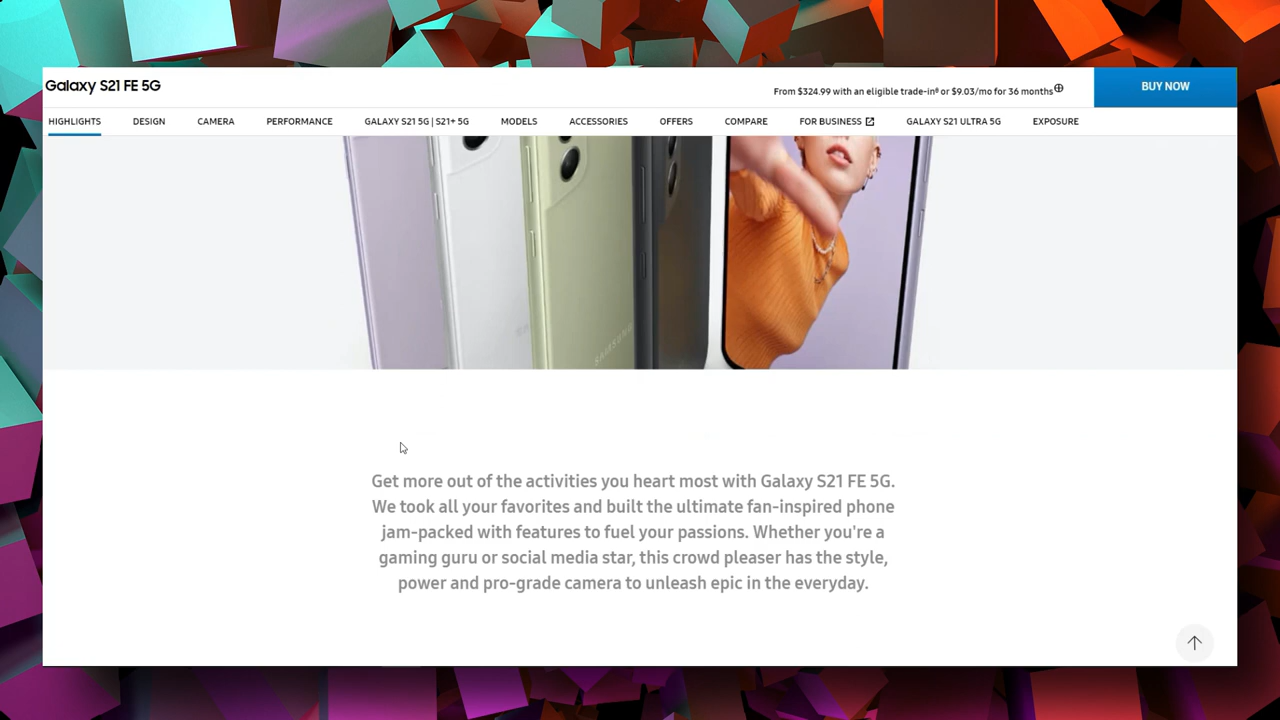 Galaxy S21 FE 5G
From $324.99 with an eligible trade-in⁰ or $9.03/mo for 36 months
BUY NOW
HIGHLIGHTS DESIGN CAMERA PERFORMANCE GALAXY S21 5G | S21+ 5G MODELS ACCESSORIES OFFERS COMPARE FOR BUSINESS GALAXY S21 ULTRA 5G EXPOSURE
SAMSUNG
Get more out of the activities you heart most with Galaxy S21 FE 5G.
We took all your favorites and built the ultimate fan-inspired phone
jam-packed with features to fuel your passions. Whether you're a
gaming guru or social media star, this crowd pleaser has the style,
power and pro-grade camera to unleash epic in the everyday.